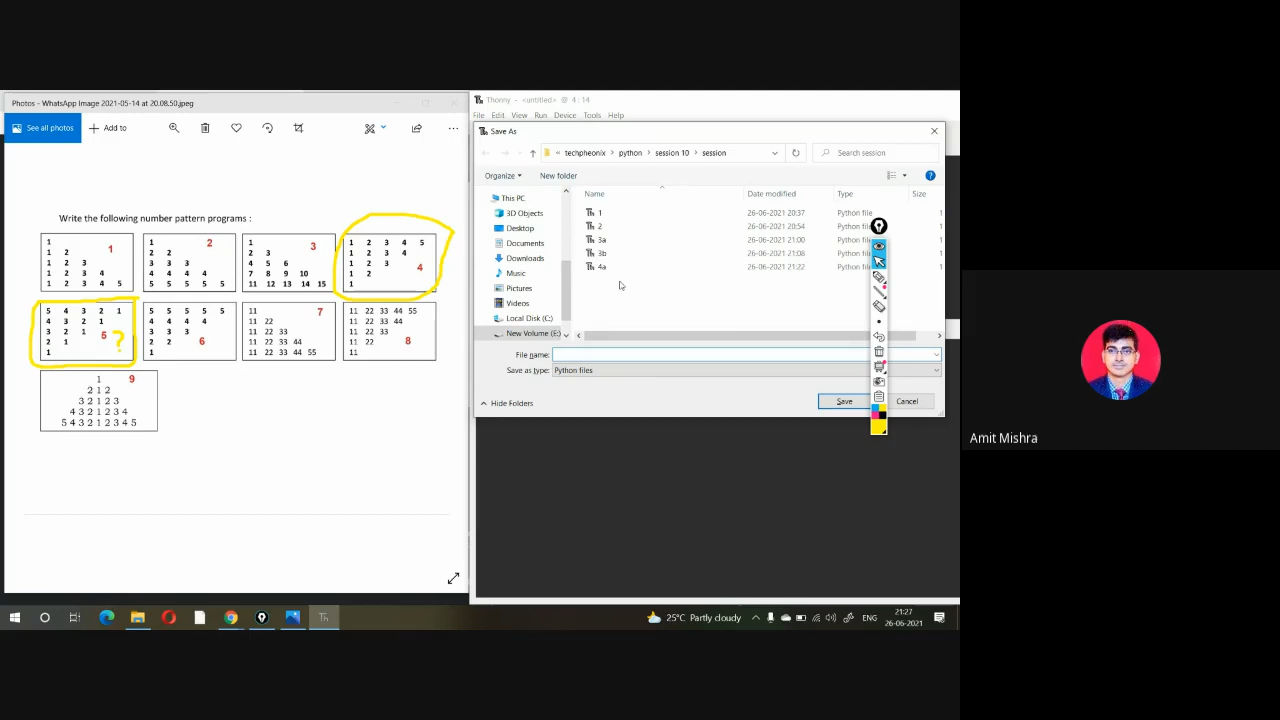 Photos - WhatsApp Image 2021-05-14 at 20.08.50.jpeg
See all photos
Add to
Write the following number pattern programs :
1
1 2
1 2 3
1 2 3 4
1 2 3 4 5
1
1
2 2
3 3 3
4 4 4 4
5 5 5 5 5
2
1
2 3
4 5 6
7 8 9 10
11 12 13 14 15
3
1 2 3 4 5
1 2 3 4
1 2 3
1 2
1
4
5 4 3 2 1
4 3 2 1
3 2 1
2 1
1
5 ?
5 5 5 5 5
4 4 4 4
3 3 3
2 2
1
6
11
11 22
11 22 33
11 22 33 44
11 22 33 44 55
7
11 22 33 44 55
11 22 33 44
11 22 33
11 22
11
8
1
2 1 2
3 2 1 2 3
4 3 2 1 2 3 4
5 4 3 2 1 2 3 4 5
9
Thonny - <untitled> @ 4 : 14
File Edit View Run Device Tools Help
Save As
« techpheonix › python › session 10 › session
Search session
Organize
New folder
This PC
3D Objects
Desktop
Documents
Downloads
Music
Pictures
Videos
Local Disk (C:)
New Volume (E:)
Name Date modified Type Size
1 26-06-2021 20:37 Python file 1
2 26-06-2021 20:54 Python fi 1
3a 26-06-2021 21:00 Python 1
3b 26-06-2021 21:08 Python 1
4a 26-06-2021 21:22 Python 1
File name:
Save as type: Python files
Hide Folders
Save
Cancel
Amit Mishra
25°C Partly cloudy
ENG
21:27
26-06-2021